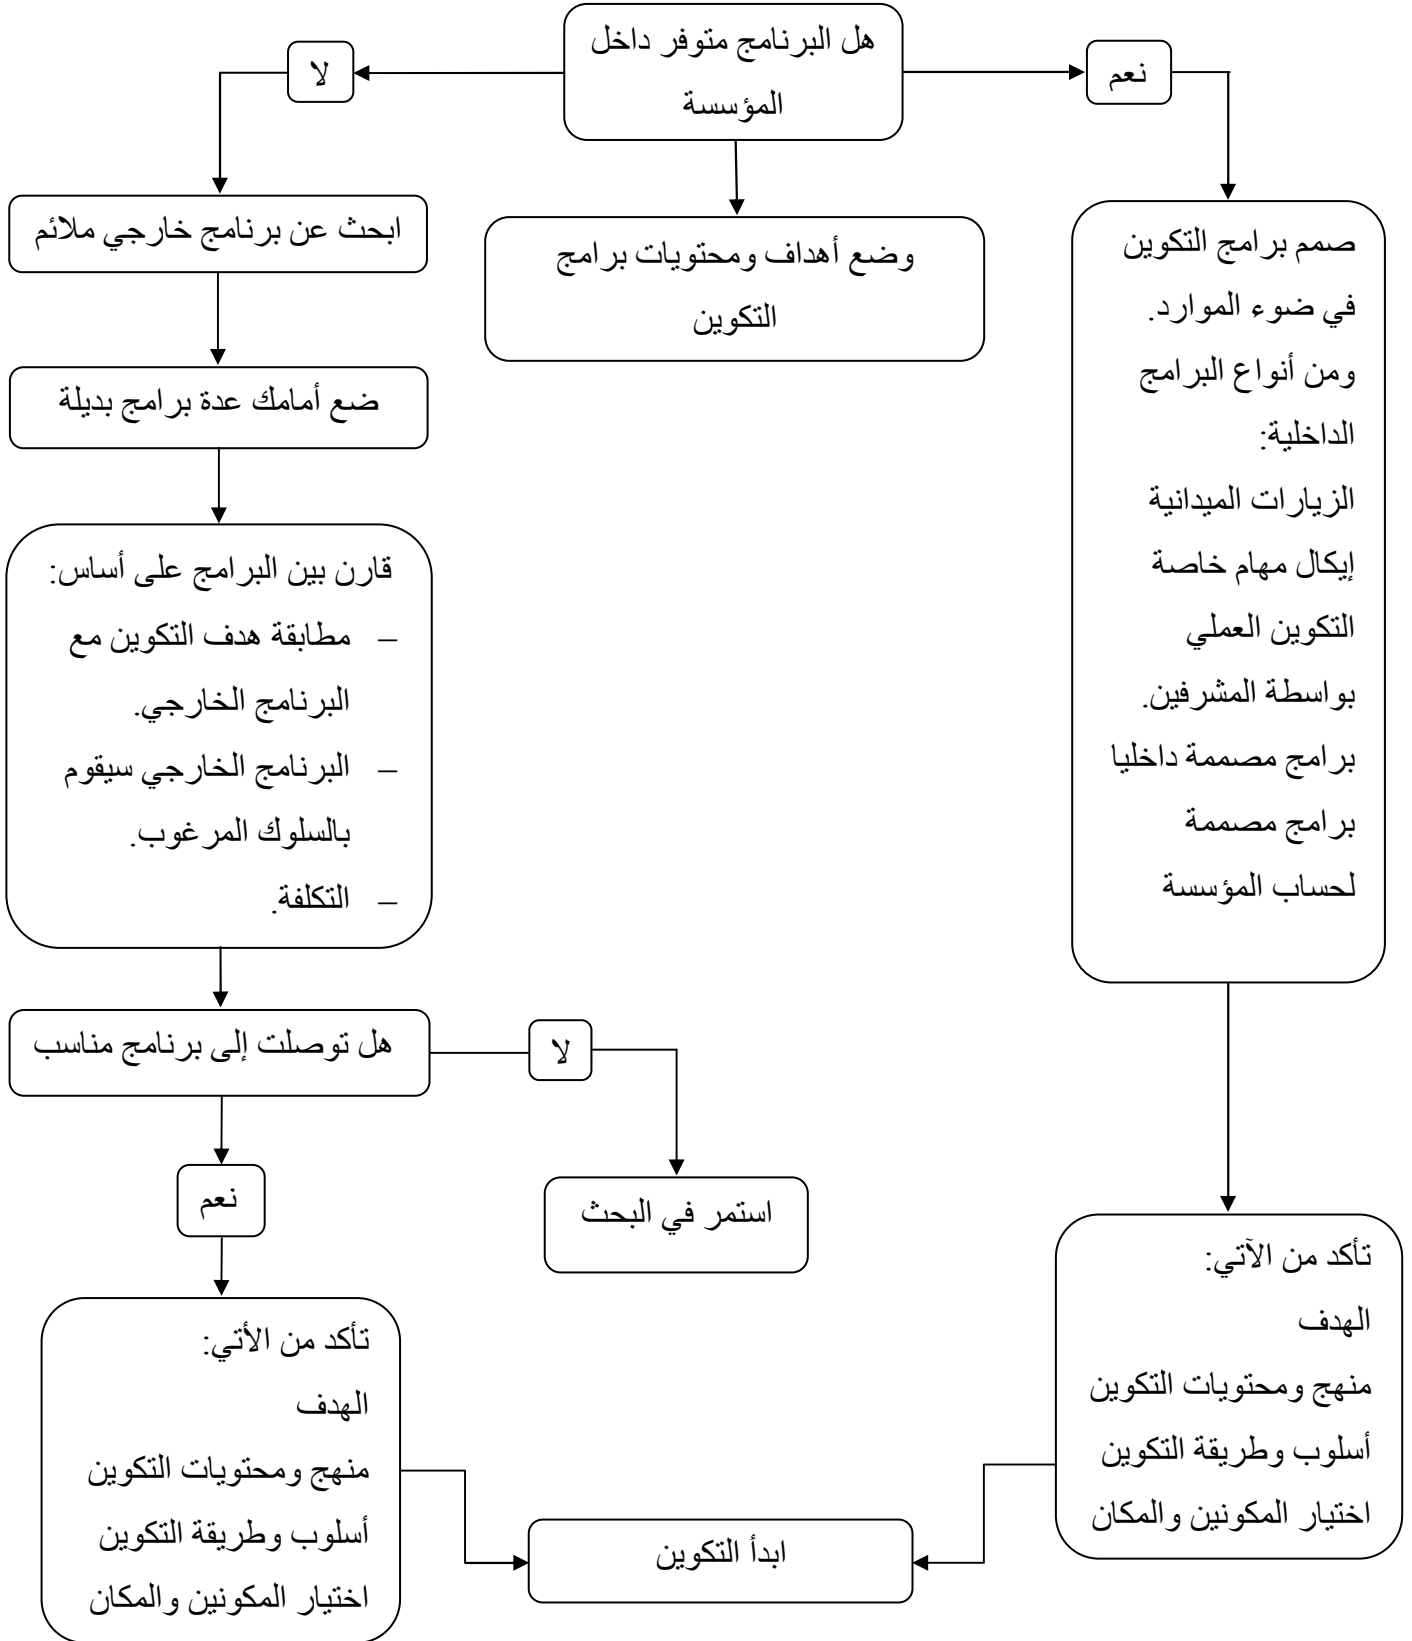 هل البرنامج متوفر داخل
المؤسسة
نعم
لا
صمم برامج التكوين
في ضوء الموارد.
ومن أنواع البرامج
الداخلية:
الزيارات الميدانية
إيكال مهام خاصة
التكوين العملي
بواسطة المشرفين.
برامج مصممة داخليا
برامج مصممة
لحساب المؤسسة
وضع أهداف ومحتويات برامج
التكوين
ابحث عن برنامج خارجي ملائم
ضع أمامك عدة برامج بديلة
قارن بين البرامج على أساس:
– مطابقة هدف التكوين مع
البرنامج الخارجي.
– البرنامج الخارجي سيقوم
بالسلوك المرغوب.
– التكلفة.
هل توصلت إلى برنامج مناسب
لا
نعم
استمر في البحث
تأكد من الآتي:
الهدف
منهج ومحتويات التكوين
أسلوب وطريقة التكوين
اختيار المكونين والمكان
تأكد من الأتي:
الهدف
منهج ومحتويات التكوين
أسلوب وطريقة التكوين
اختيار المكونين والمكان
ابدأ التكوين